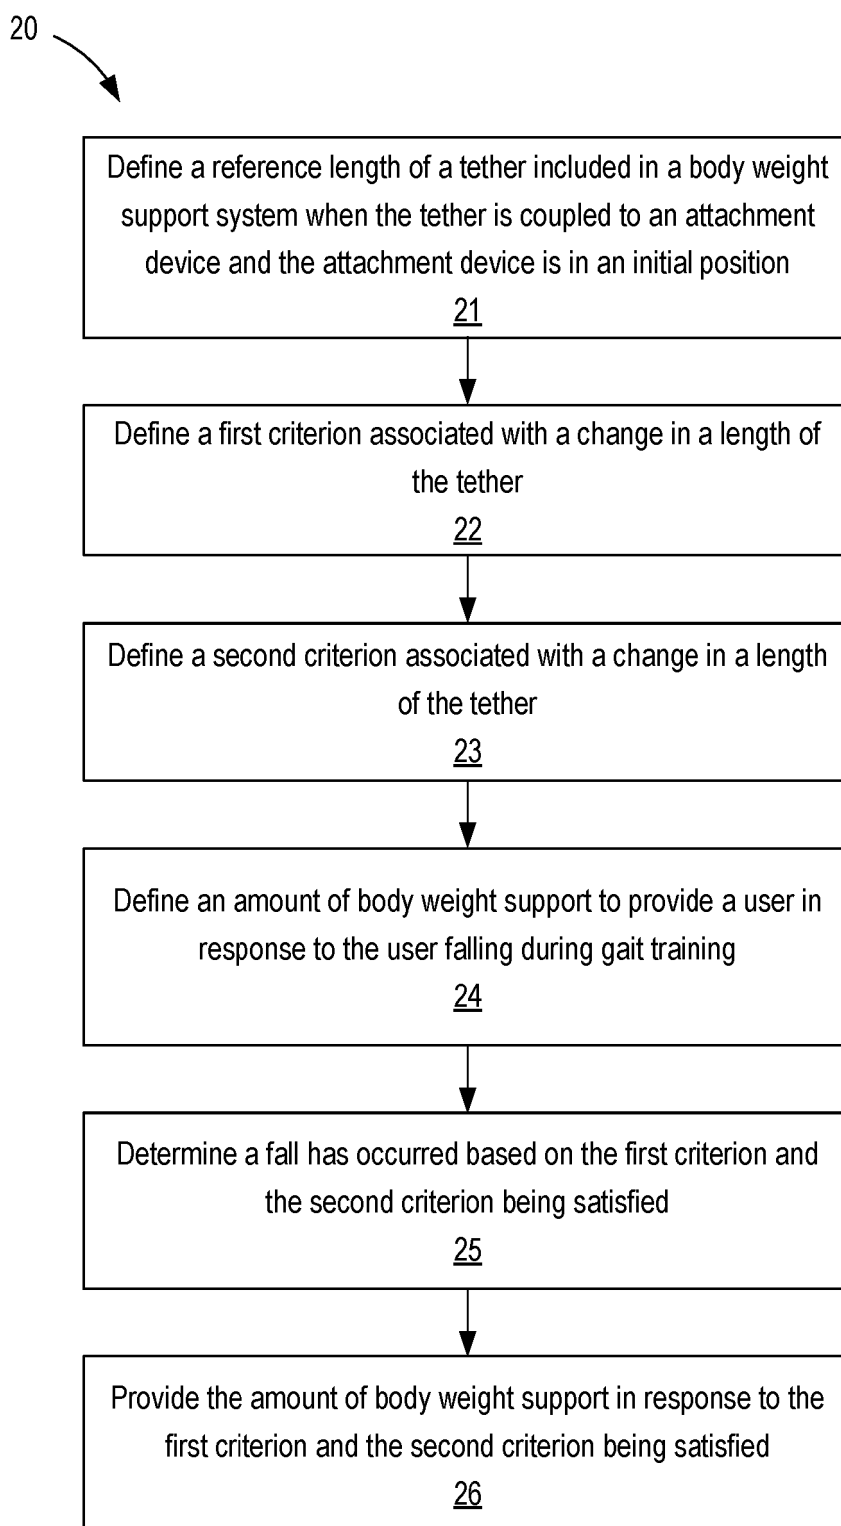 20
Define a reference length of a tether included in a body weight
support system when the tether is coupled to an attachment
device and the attachment device is in an initial position
21
Define a first criterion associated with a change in a length of
the tether
22
Define a second criterion associated with a change in a length
of the tether
23
Define an amount of body weight support to provide a user in
response to the user falling during gait training
24
Determine a fall has occurred based on the first criterion and
the second criterion being satisfied
25
Provide the amount of body weight support in response to the
first criterion and the second criterion being satisfied
26